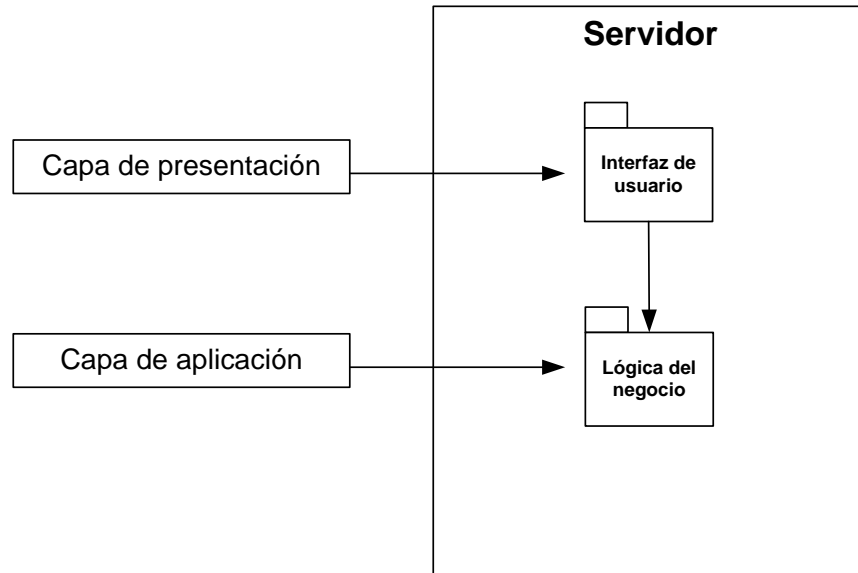 Servidor
Capa de presentación
Interfaz de
usuario
Capa de aplicación
Lógica del
negocio